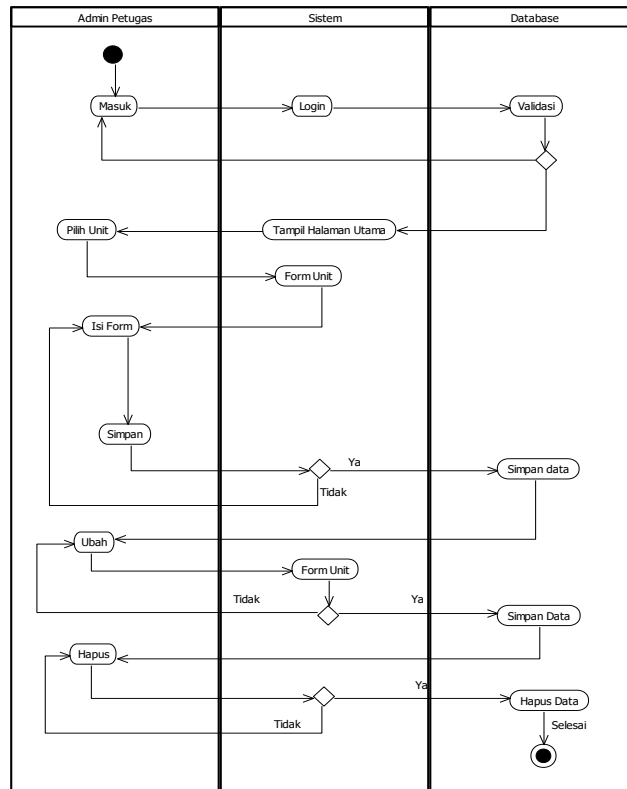 Admin Petugas
Sistem
Database
Masuk
Login
Validasi
Pilih Unit
Tampil Halaman Utama
Form Unit
Isi Form
Simpan
Ya
Simpan data
Tidak
Ubah
Form Unit
Tidak
Ya
Simpan Data
Hapus
Ya
Hapus Data
Tidak
Selesai